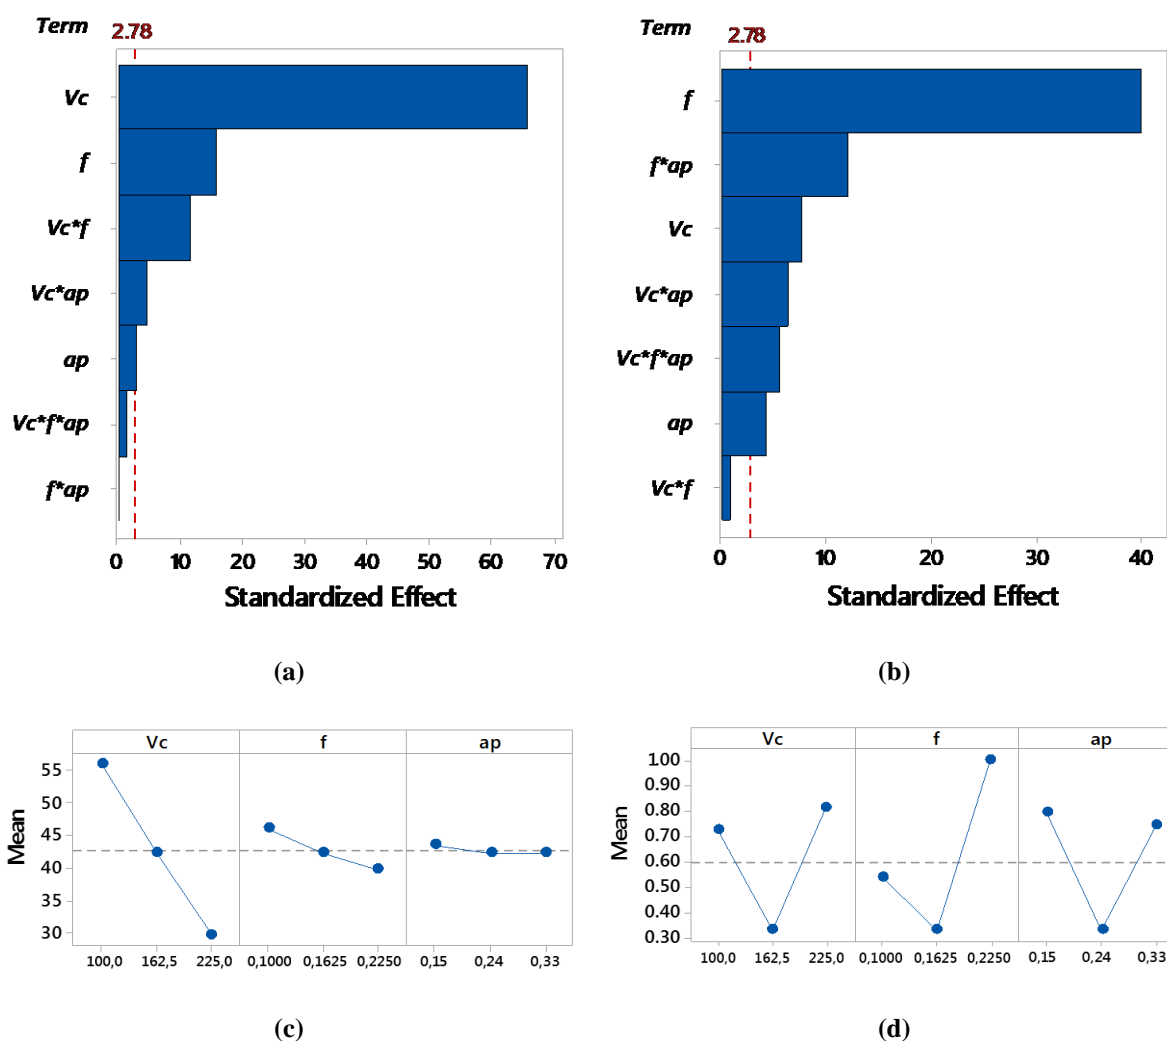 Term
2.78
Vc
f
Vc*f
Vc*ap
ap
Vc*f*ap
f*ap
0 10 20 30 40 50 60 70
Standardized Effect
(a)
Term
2.78
f
f*ap
Vc
Vc*ap
Vc*f*ap
ap
Vc*f
0 10 20 30 40
Standardized Effect
(b)
Vc f ap
Mean
55
50
45
40
35
30
100,0 162,5 225,0 0,1000 0,1625 0,2250 0,15 0,24 0,33
(c)
Vc f ap
Mean
1.00
0.90
0.80
0.70
0.60
0.50
0.40
0.30
100,0 162,5 225,0 0,1000 0,1625 0,2250 0,15 0,24 0,33
(d)